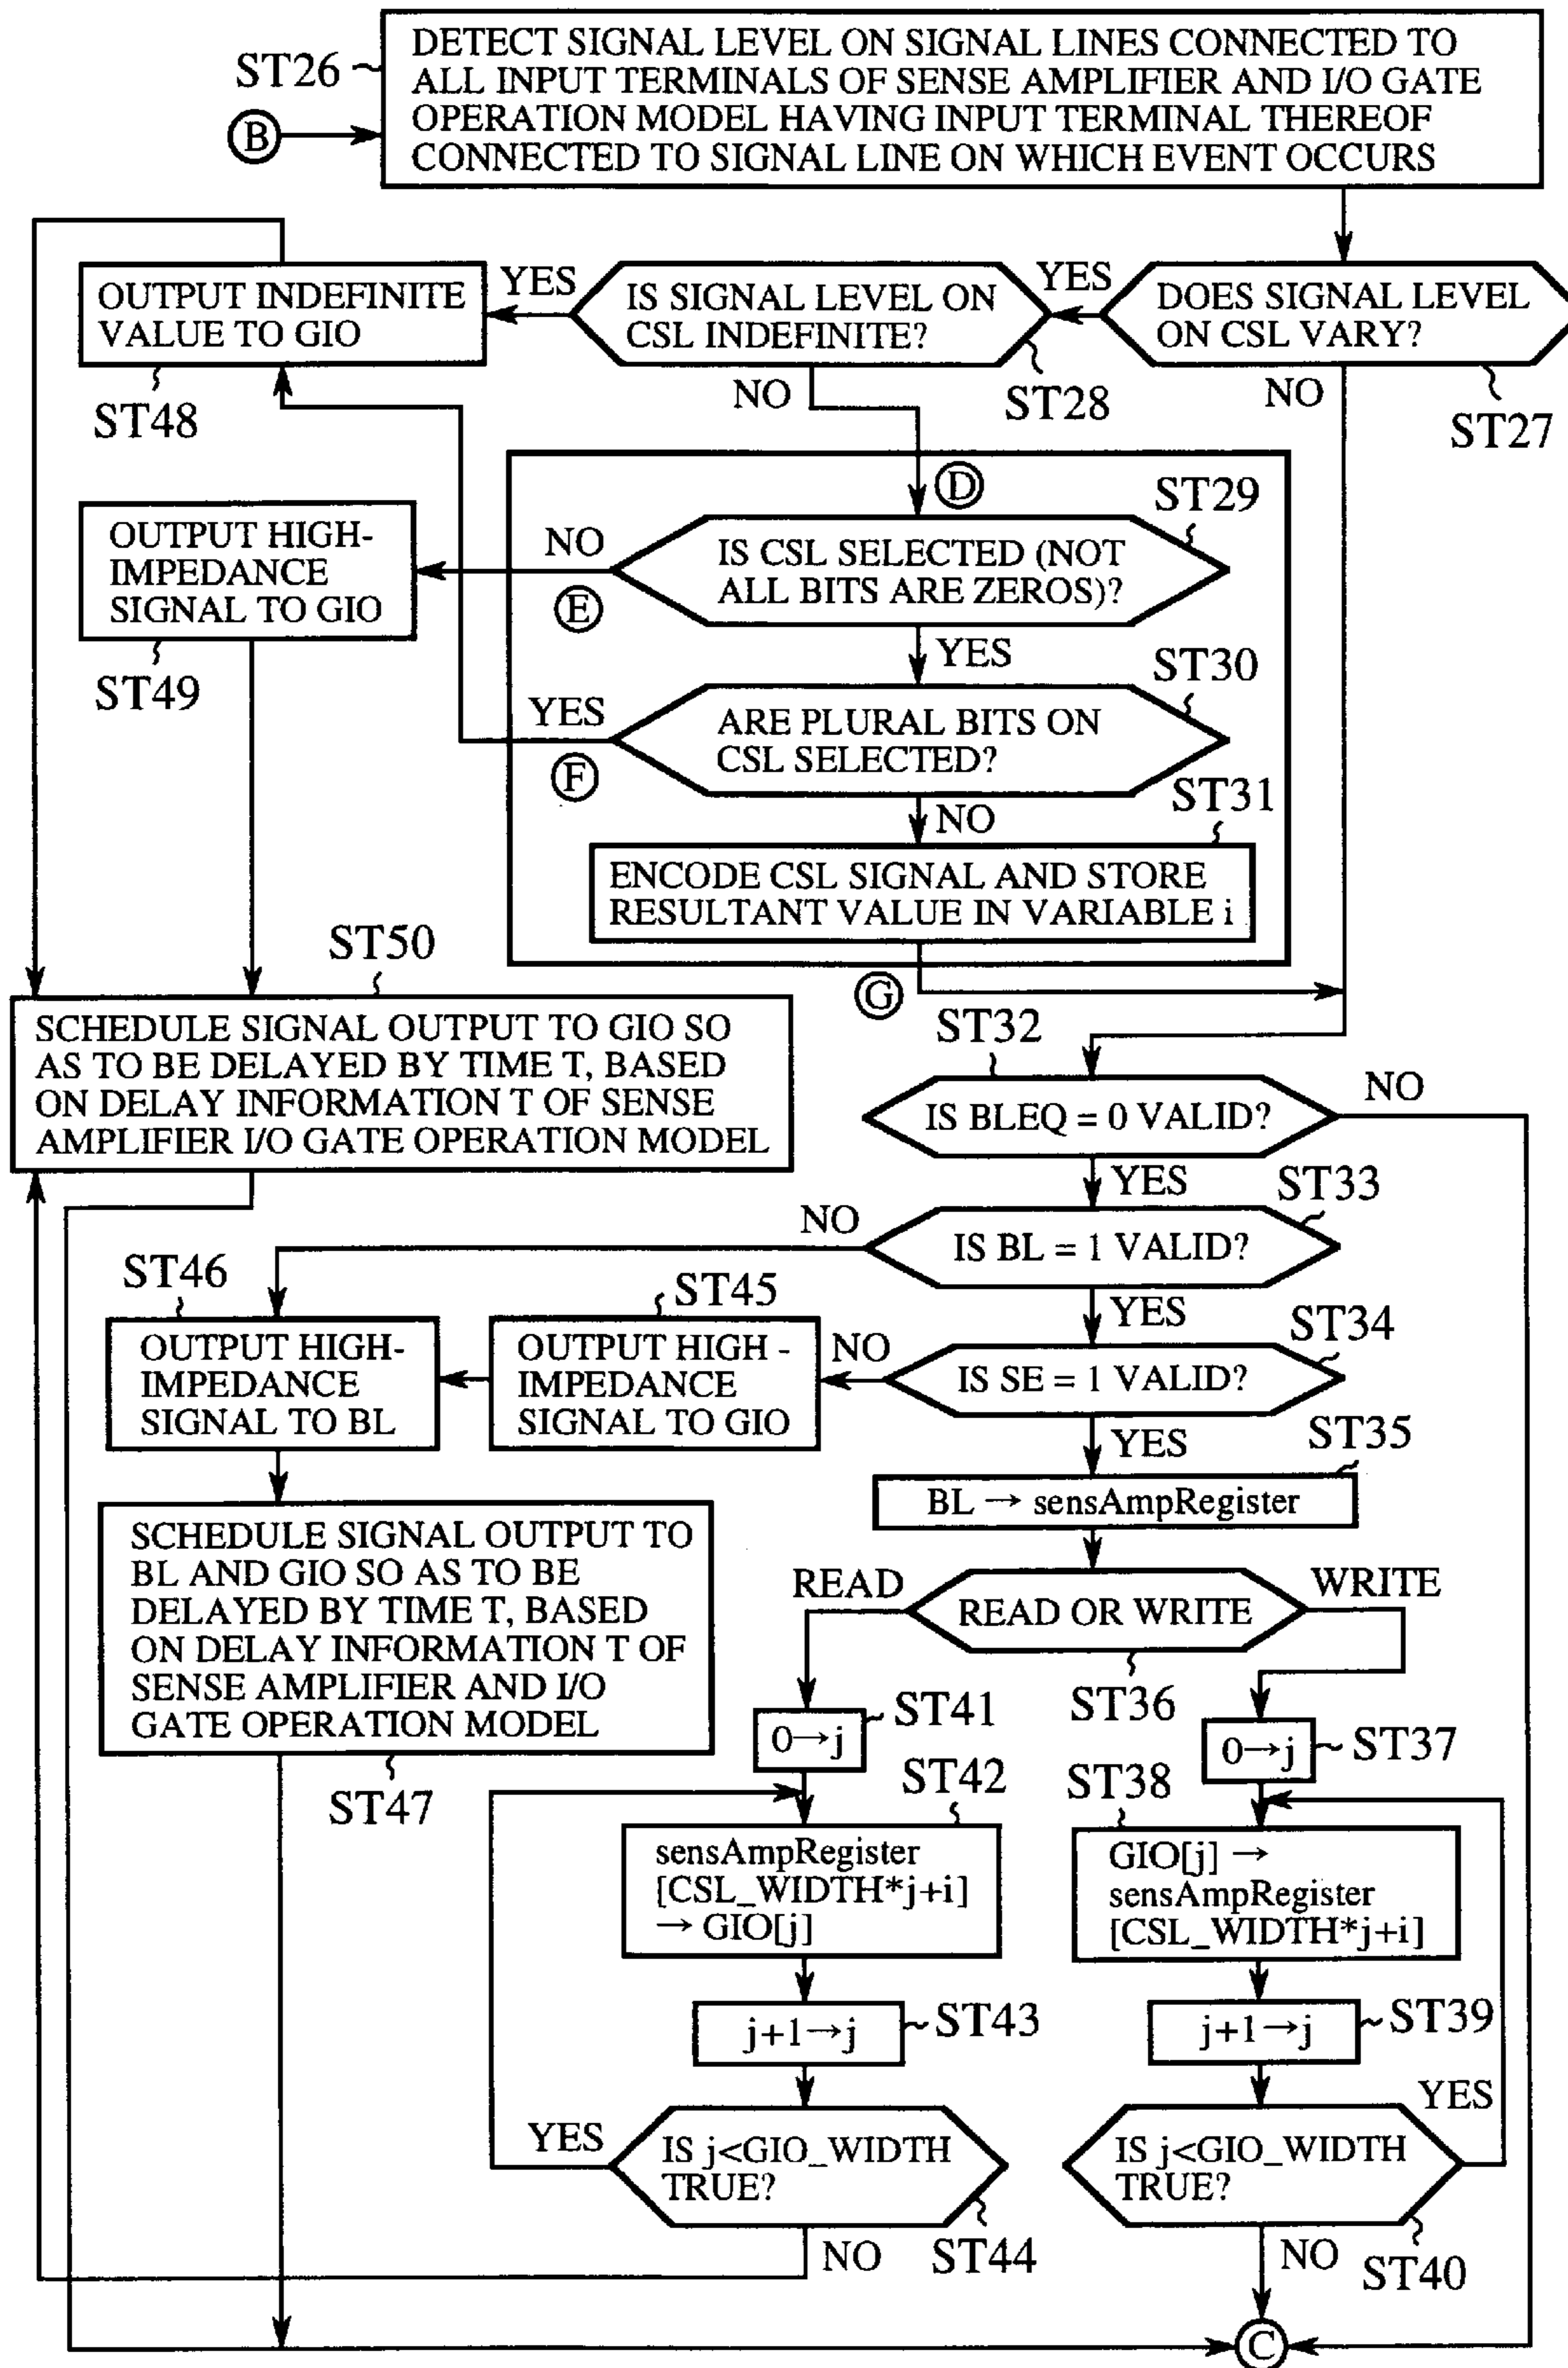 ST26
DETECT SIGNAL LEVEL ON SIGNAL LINES CONNECTED TO
ALL INPUT TERMINALS OF SENSE AMPLIFIER AND I/O GATE
OPERATION MODEL HAVING INPUT TERMINAL THEREOF
CONNECTED TO SIGNAL LINE ON WHICH EVENT OCCURS
B
OUTPUT INDEFINITE
VALUE TO GIO
ST48
YES
IS SIGNAL LEVEL ON
CSL INDEFINITE?
NO
ST28
YES
DOES SIGNAL LEVEL
ON CSL VARY?
NO
ST27
D
ST29
IS CSL SELECTED (NOT
ALL BITS ARE ZEROS)?
NO
E
OUTPUT HIGH-
IMPEDANCE
SIGNAL TO GIO
ST49
YES
ST30
ARE PLURAL BITS ON
CSL SELECTED?
YES
F
NO
ST31
ENCODE CSL SIGNAL AND STORE
RESULTANT VALUE IN VARIABLE i
G
ST50
SCHEDULE SIGNAL OUTPUT TO GIO SO
AS TO BE DELAYED BY TIME T, BASED
ON DELAY INFORMATION T OF SENSE
AMPLIFIER I/O GATE OPERATION MODEL
ST32
IS BLEQ = 0 VALID?
NO
YES
ST33
IS BL = 1 VALID?
NO
YES
ST34
IS SE = 1 VALID?
NO
ST45
OUTPUT HIGH -
IMPEDANCE
SIGNAL TO GIO
ST46
OUTPUT HIGH-
IMPEDANCE
SIGNAL TO BL
YES
ST35
BL → sensAmpRegister
SCHEDULE SIGNAL OUTPUT TO
BL AND GIO SO AS TO BE
DELAYED BY TIME T, BASED
ON DELAY INFORMATION T OF
SENSE AMPLIFIER AND I/O
GATE OPERATION MODEL
ST47
READ
READ OR WRITE
WRITE
ST36
0→j
ST41
0→j
ST37
ST42
sensAmpRegister
[CSL_WIDTH*j+i]
→ GIO[j]
ST38
GIO[j] →
sensAmpRegister
[CSL_WIDTH*j+i]
j+1→j
ST43
j+1→j
ST39
YES
IS j<GIO_WIDTH
TRUE?
NO
ST44
YES
IS j<GIO_WIDTH
TRUE?
NO
ST40
C